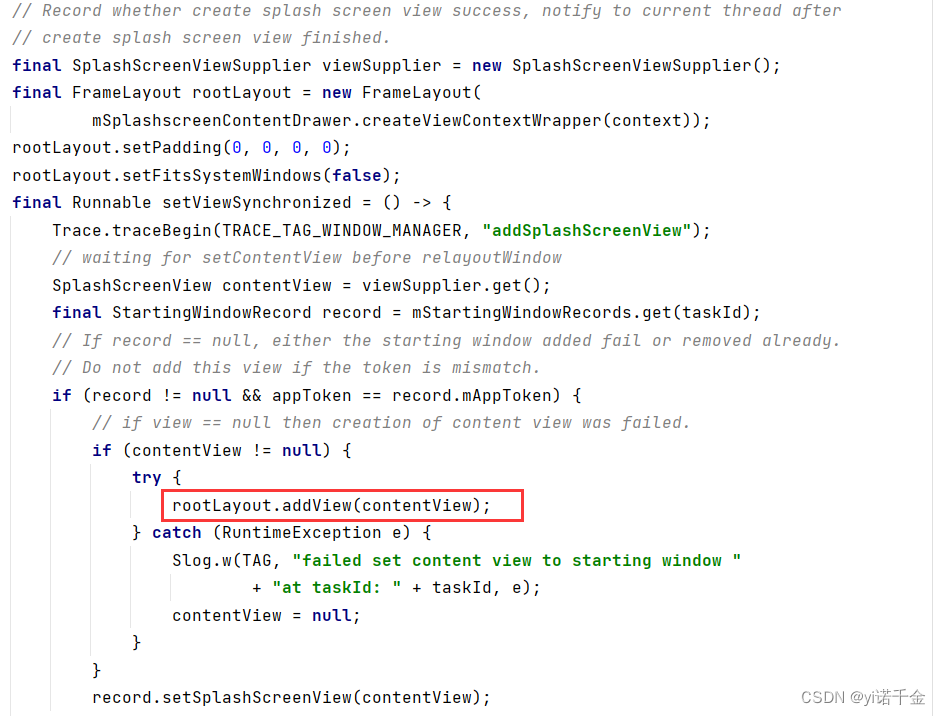 // Record whether create splash screen view success, notify to current thread after
// create splash screen view finished.
final SplashScreenViewSupplier viewSupplier = new SplashScreenViewSupplier();
final FrameLayout rootLayout = new FrameLayout(
        mSplashscreenContentDrawer.createViewContextWrapper(context));
rootLayout.setPadding(0, 0, 0, 0);
rootLayout.setFitsSystemWindows(false);
final Runnable setViewSynchronized = () -> {
    Trace.traceBegin(TRACE_TAG_WINDOW_MANAGER, "addSplashScreenView");
    // waiting for setContentView before relayoutWindow
    SplashScreenView contentView = viewSupplier.get();
    final StartingWindowRecord record = mStartingWindowRecords.get(taskId);
    // If record == null, either the starting window added fail or removed already.
    // Do not add this view if the token is mismatch.
    if (record != null && appToken == record.mAppToken) {
        // if view == null then creation of content view was failed.
        if (contentView != null) {
            try {
                rootLayout.addView(contentView);
            } catch (RuntimeException e) {
                Slog.w(TAG, "failed set content view to starting window "
                        + "at taskId: " + taskId, e);
                contentView = null;
            }
        }
        record.setSplashScreenView(contentView);
CSDN @yi诺千金